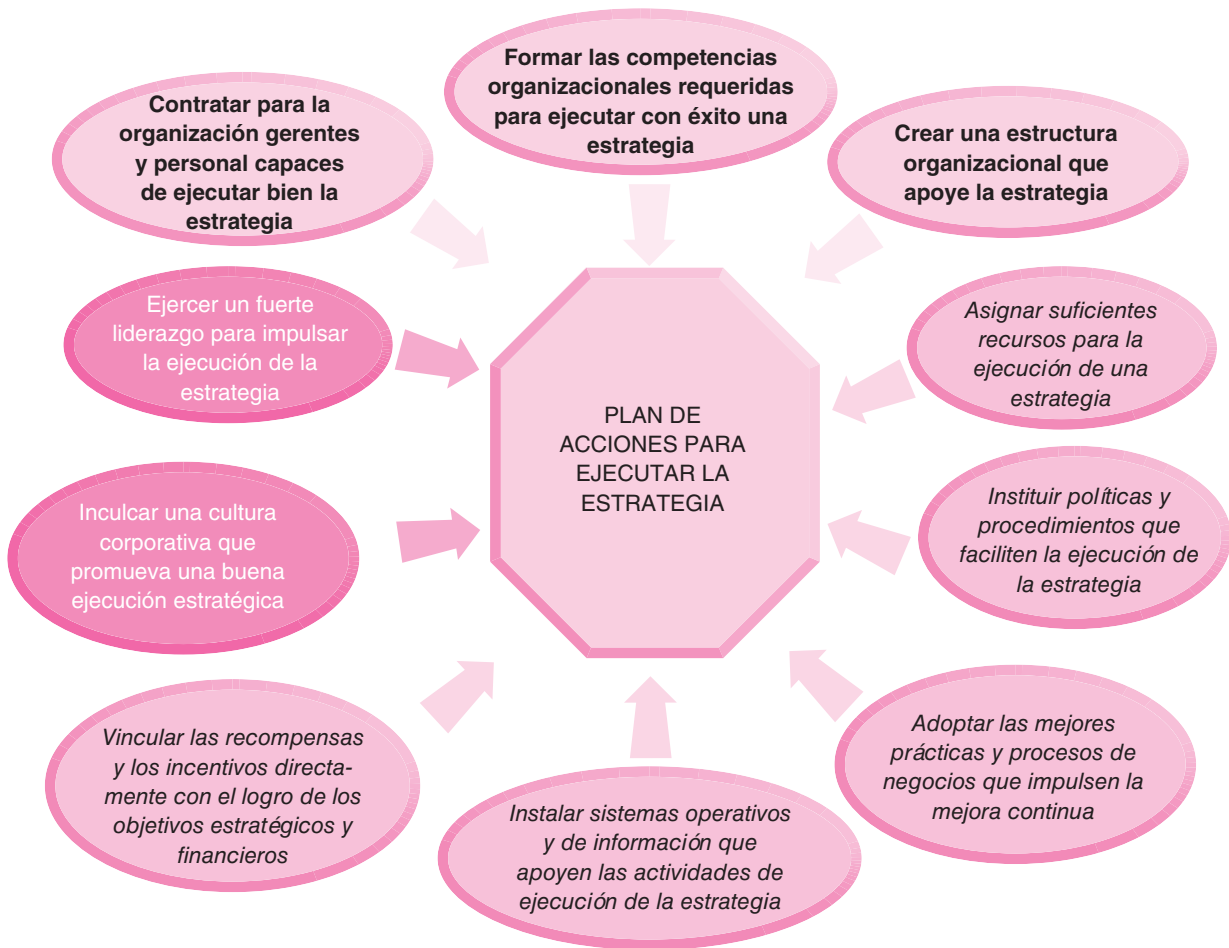 Formar las competencias
organizacionales requeridas
para ejecutar con éxito una
estrategia
Contratar para la
organización gerentes
y personal capaces
de ejecutar bien la
estrategia
Crear una estructura
organizacional que
apoye la estrategia
Ejercer un fuerte
liderazgo para impulsar
la ejecución de la
estrategia
Asignar suficientes
recursos para la
ejecución de una
estrategia
PLAN DE
ACCIONES PARA
EJECUTAR LA
ESTRATEGIA
Inculcar una cultura
corporativa que
promueva una buena
ejecución estratégica
Instituir políticas y
procedimientos que
faciliten la ejecución de
la estrategia
Vincular las recompensas
y los incentivos directa-
mente con el logro de los
objetivos estratégicos y
financieros
Instalar sistemas operativos
y de información que
apoyen las actividades de
ejecución de la estrategia
Adoptar las mejores
prácticas y procesos de
negocios que impulsen la
mejora continua